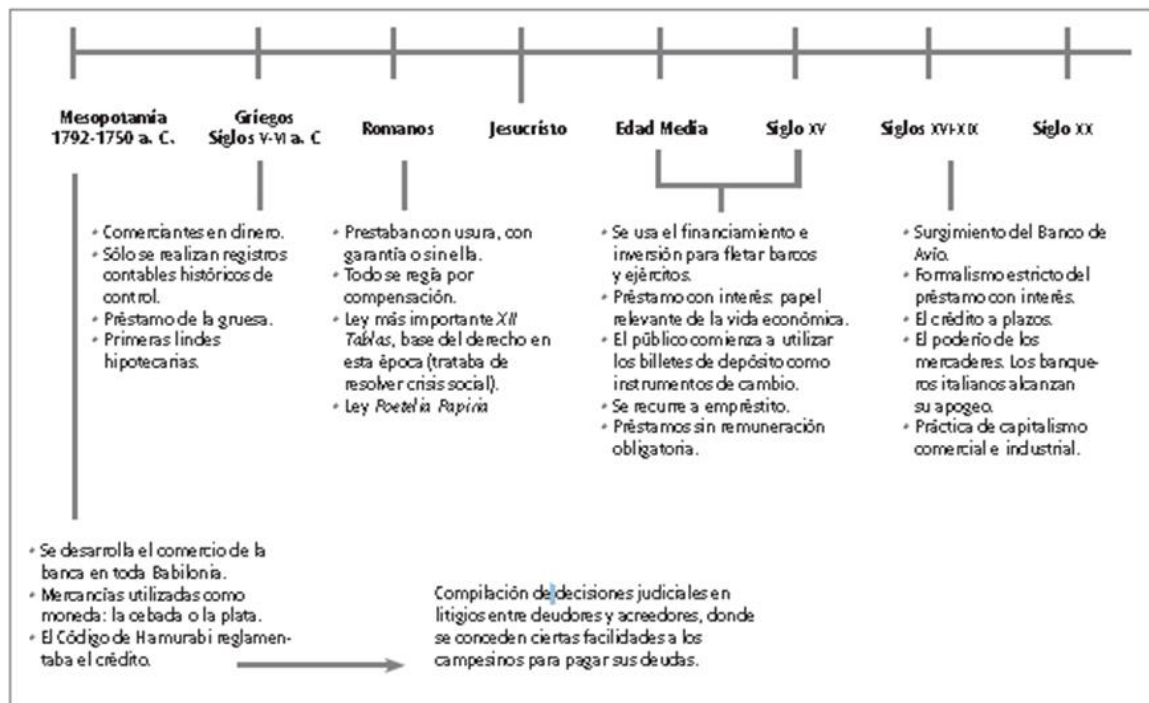 Mesopotamía
1792-1750 a. C.
Griegos
Siglos V-VI a. C
Romanos
Jesucristo
Edad Media
Siglo XV
Siglos XVI-XIX
Siglo XX
• Comerciantes en dinero.
• Sólo se realizan registros
contables históricos de
control.
• Préstamo de la gruesa.
• Primeras lindes
hipotecarias.
• Prestaban con usura, con
garantía o sin ella.
• Todo se regía por
compensación.
• Ley más importante XII
Tablas, base del derecho en
esta época (trataba de
resolver crisis social).
• Ley Poetelia Papiria
• Se usa el financiamiento e
inversión para fletar barcos
y ejércitos.
• Préstamo con interés: papel
relevante de la vida económica.
• El público comienza a utilizar
los billetes de depósito como
instrumentos de cambio.
• Se recurre a empréstito.
• Préstamos sin remuneración
obligatoria.
• Surgimiento del Banco de
Avío.
• Formalismo estricto del
préstamo con interés.
• El crédito a plazos.
• El poderío de los
mercaderes. Los banque-
ros italianos alcanzan
su apogeo.
• Práctica de capitalismo
comercial e industrial.
• Se desarrolla el comercio de la
banca en toda Babilonia.
• Mercancías utilizadas como
moneda: la cebada o la plata.
• El Código de Hamurabi reglamen-
taba el crédito.
Compilación de decisiones judiciales en
litigios entre deudores y acreedores, donde
se conceden ciertas facilidades a los
campesinos para pagar sus deudas.